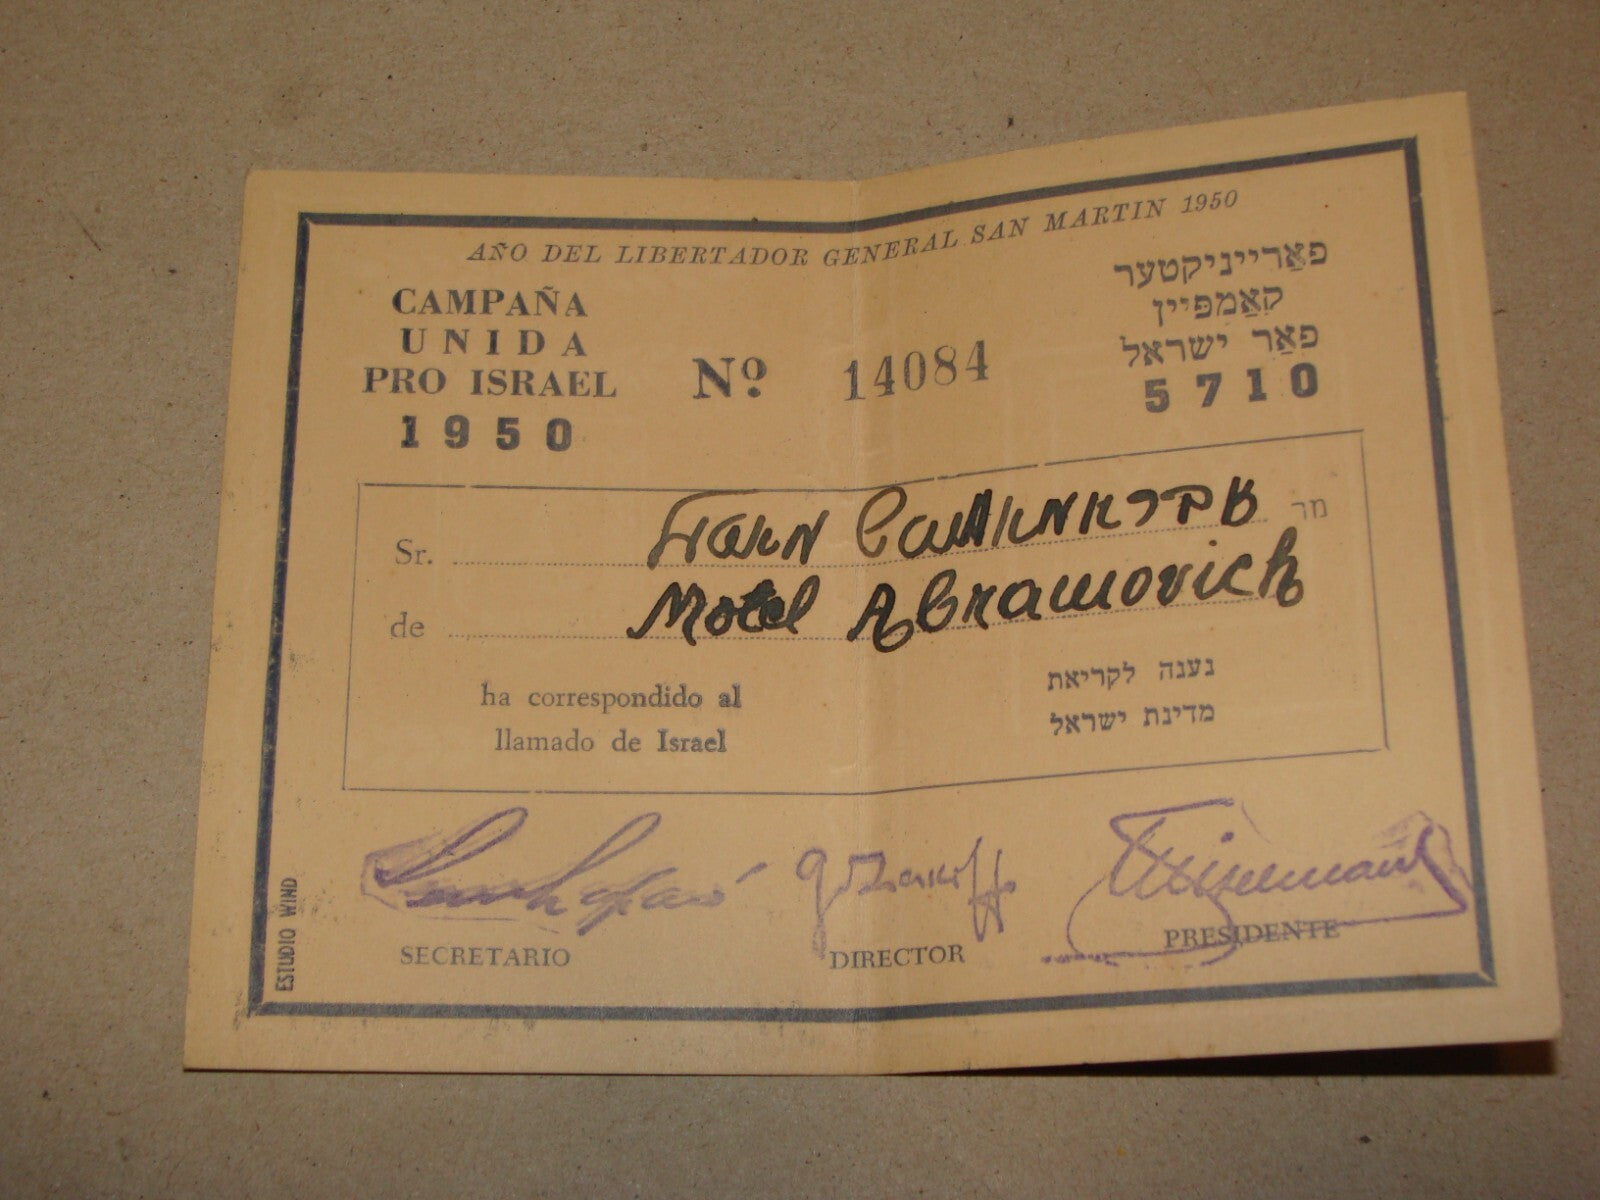 AÑO DEL LIBERTADOR GENERAL SAN MARTIN 1950
CAMPAÑA
UNIDA
PRO ISRAEL
1950
Nº 14084
פֿאַרייניקטער
קאַמפּיין
פֿאַר ישראל
5710
Sr. מר
de Motel Abramovich
ha correspondido al
llamado de Israel
נענה לקריאת
מדינת ישראל
SECRETARIO
DIRECTOR
PRESIDENTE
ESTUDIO WIND